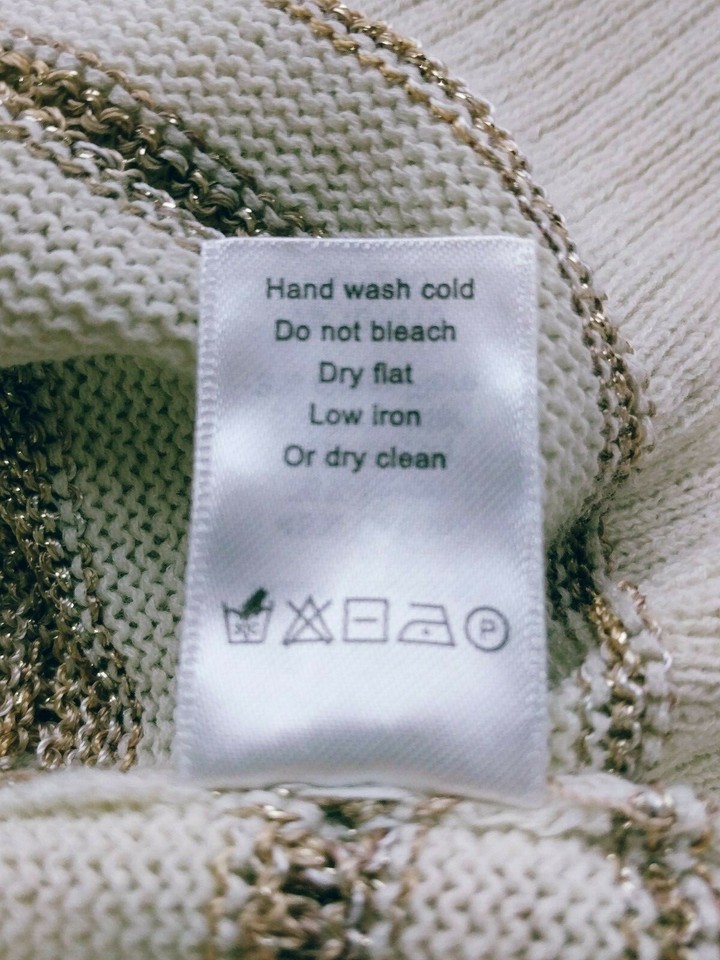 Hand wash cold
Do not bleach
Dry flat
Low iron
Or dry clean
P